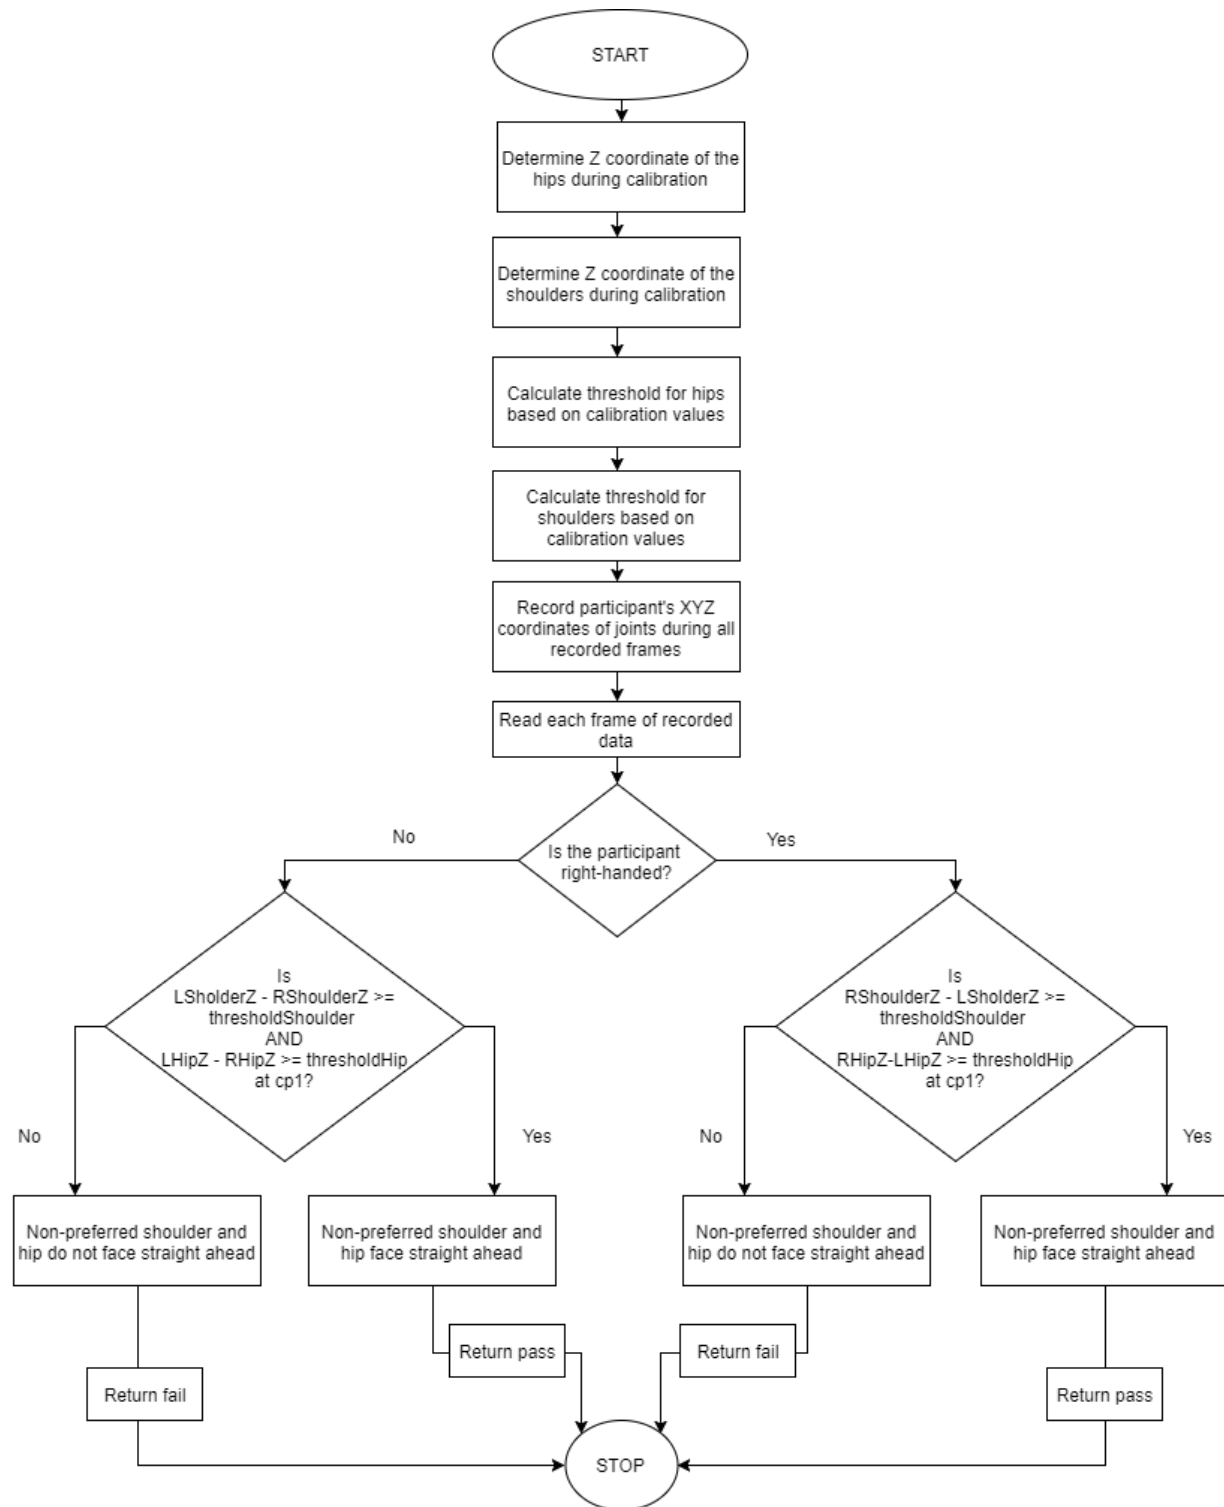 START
Determine Z coordinate of the
hips during calibration
Determine Z coordinate of the
shoulders during calibration
Calculate threshold for hips
based on calibration values
Calculate threshold for
shoulders based on
calibration values
Record participant's XYZ
coordinates of joints during all
recorded frames
Read each frame of recorded
data
Is the participant
right-handed?
No
Yes
Is
LSholderZ - RShoulderZ >=
thresholdShoulder
AND
LHipZ - RHipZ >= thresholdHip
at cp1?
Is
RShoulderZ - LSholderZ >=
thresholdShoulder
AND
RHipZ-LHipZ >= thresholdHip
at cp1?
No
Yes
No
Yes
Non-preferred shoulder and
hip do not face straight ahead
Non-preferred shoulder and
hip face straight ahead
Non-preferred shoulder and
hip do not face straight ahead
Non-preferred shoulder and
hip face straight ahead
Return fail
Return pass
Return fail
Return pass
STOP